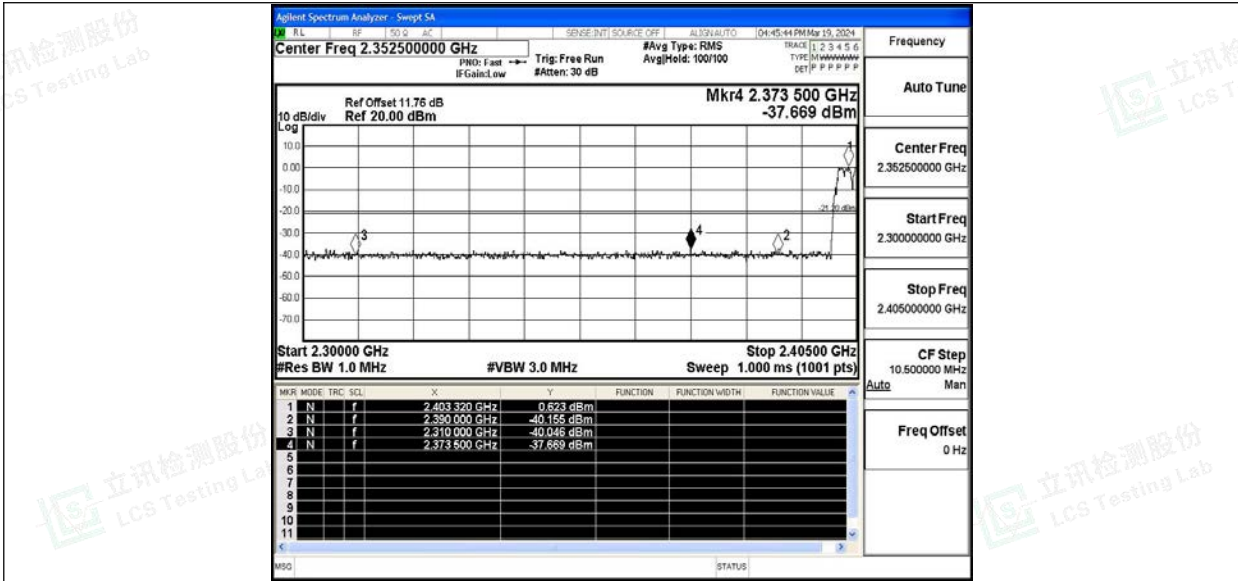 Agilent Spectrum Analyzer - Swept SA
RL RF 50 Ω AC SENSE:INT SOURCE OFF ALIGNAUTO 04:45:44 PM Mar 19, 2024
Center Freq 2.352500000 GHz
PNO: Fast
IFGain:Low
Trig: Free Run
#Atten: 30 dB
#Avg Type: RMS
Avg|Hold: 100/100
TRACE 1 2 3 4 5 6
TYPE MWWWWW
DET P P P P P P
Frequency
Auto Tune
Center Freq
2.352500000 GHz
Start Freq
2.300000000 GHz
Stop Freq
2.405000000 GHz
CF Step
10.500000 MHz
Auto Man
Freq Offset
0 Hz
Mkr4 2.373 500 GHz
-37.669 dBm
Ref Offset 11.76 dB
10 dB/div Ref 20.00 dBm
Log
10.0
0.00
-10.0
-20.0
-30.0
-40.0
-50.0
-60.0
-70.0
1
2
3
4
-21.20 dBm
Start 2.30000 GHz Stop 2.40500 GHz
#Res BW 1.0 MHz #VBW 3.0 MHz Sweep 1.000 ms (1001 pts)
MKR MODE TRC SCL X Y FUNCTION FUNCTION WIDTH FUNCTION VALUE
1 N f 2.403 320 GHz 0.623 dBm
2 N f 2.390 000 GHz -40.155 dBm
3 N f 2.310 000 GHz -40.046 dBm
4 N f 2.373 500 GHz -37.669 dBm
5
6
7
8
9
10
11
MSG STATUS
讯检测股份
CS Testing Lab
立讯检
LCS T
立讯检测股份
LCS Testing La
立讯检测股份
LCS Testing Lab